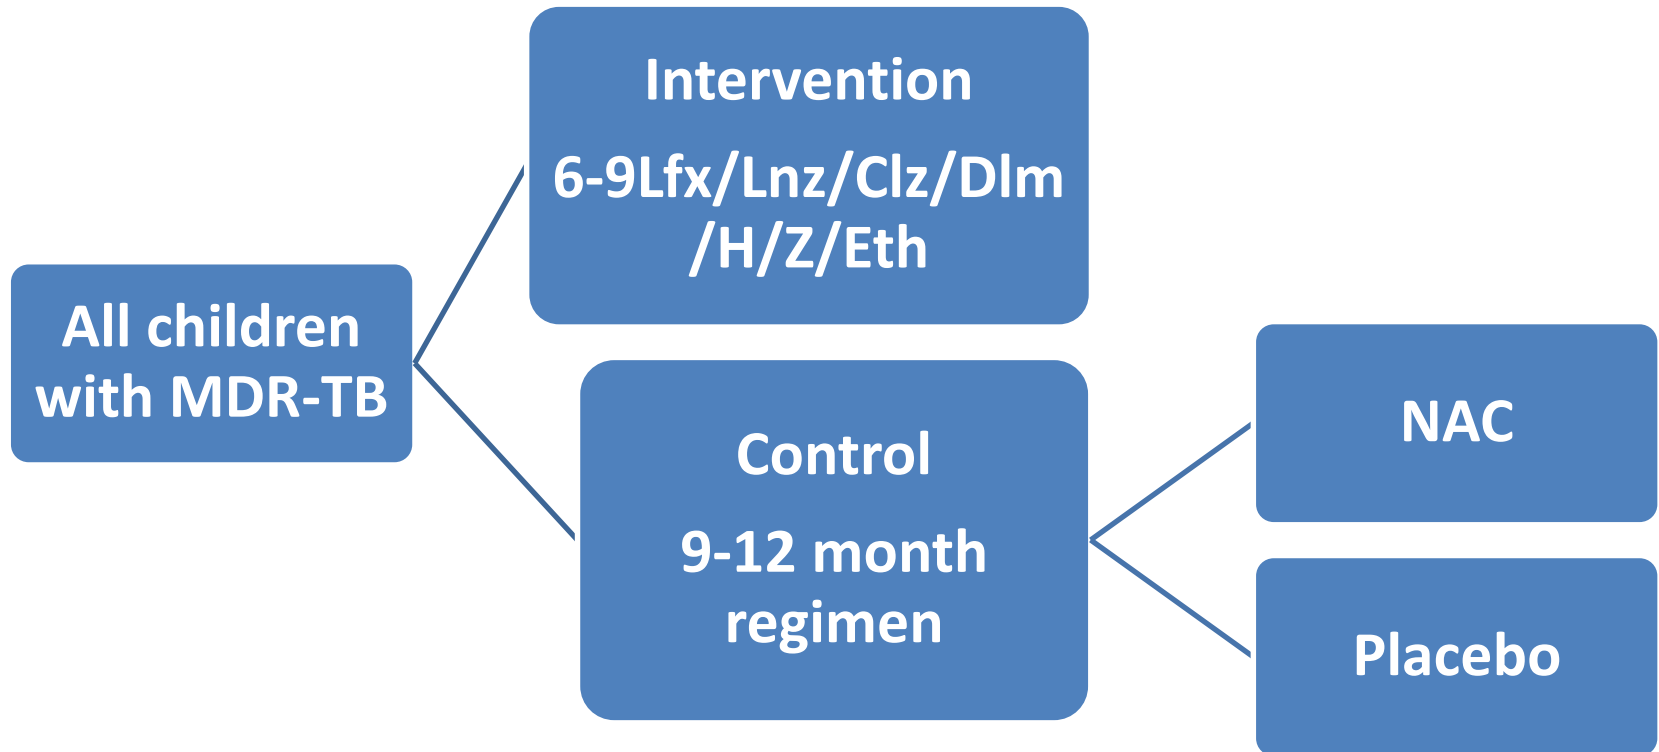 All children
with MDR-TB
Intervention
6-9Lfx/Lnz/Clz/Dlm
/H/Z/Eth
Control
9-12 month
regimen
NAC
Placebo